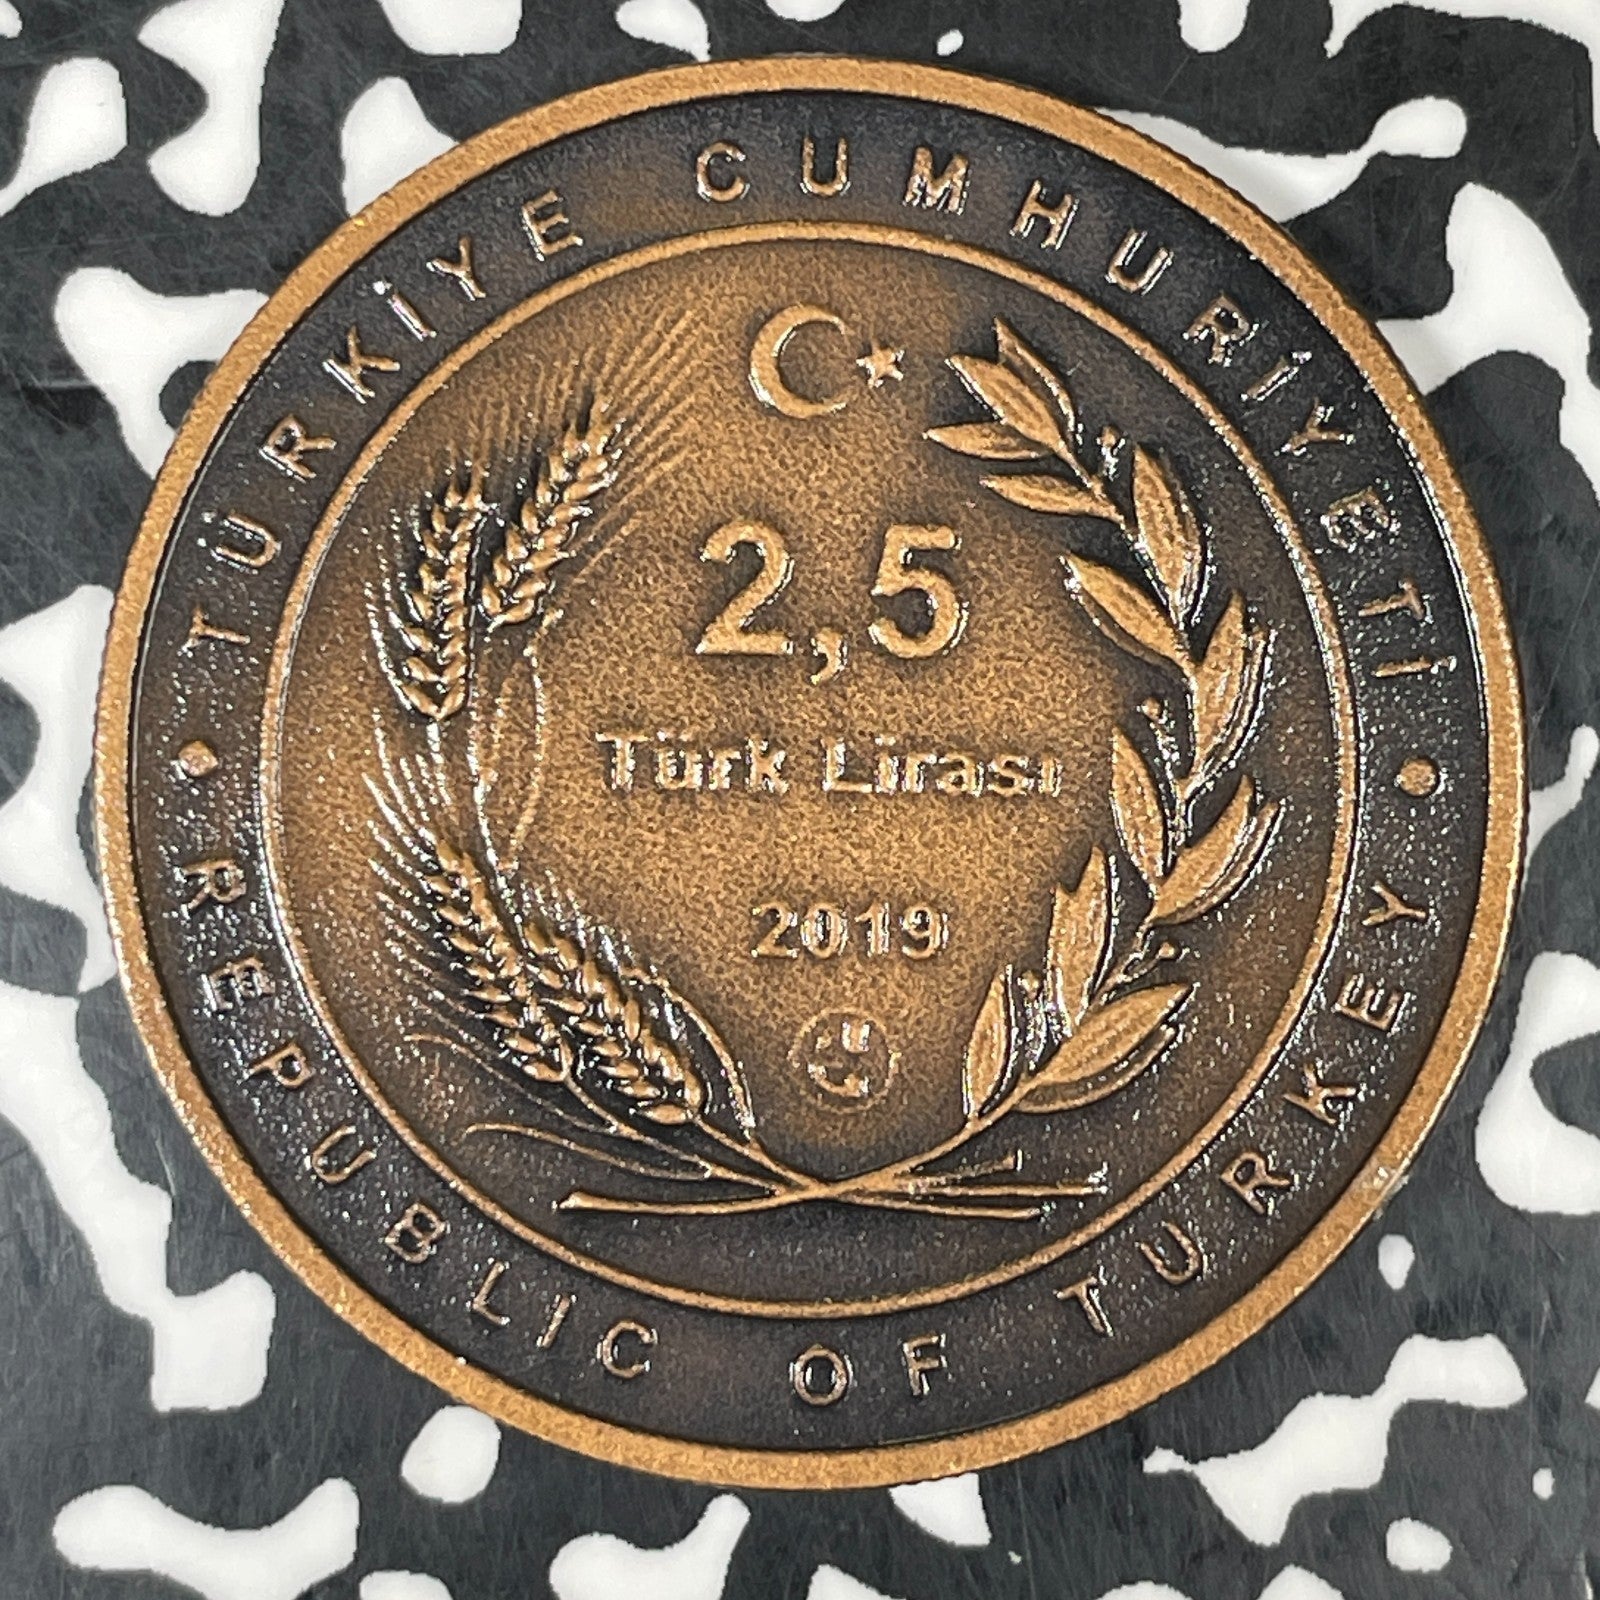 TÜRKİYE CUMHURİYETİ
2,5
Türk Lirası
2019
REPUBLIC OF TURKEY